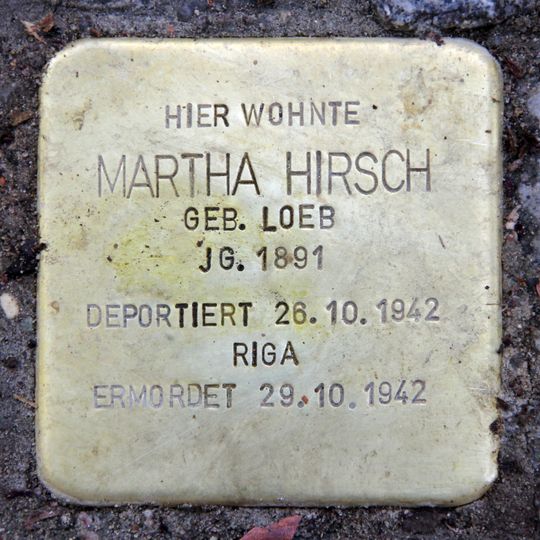 HIER WOHNTE
MARTHA HIRSCH
GEB. LOEB
JG. 1891
DEPORTIERT 26.10.1942
RIGA
ERMORDET 29.10.1942